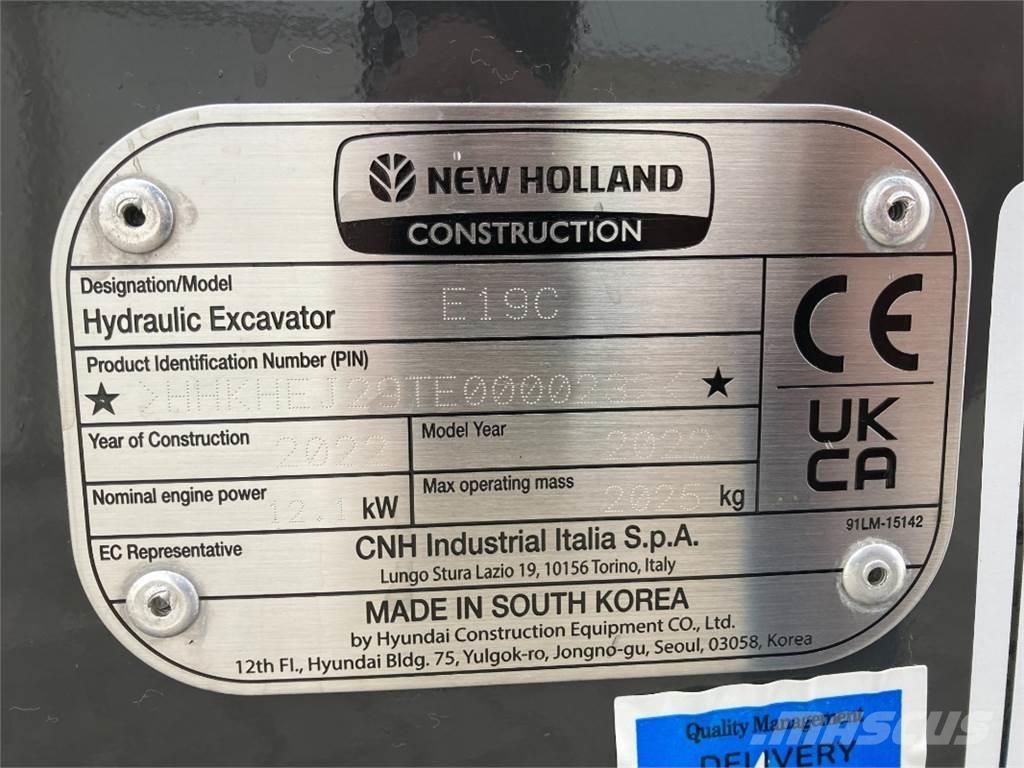 NEW HOLLAND
CONSTRUCTION
Designation/Model
Hydraulic Excavator E19C
Product Identification Number (PIN)
★ ★
Year of Construction 2022 Model Year 2022
Nominal engine power 12.1 kW Max operating mass 2025 kg
CE
UK
CA
91LM-15142
EC Representative CNH Industrial Italia S.p.A.
Lungo Stura Lazio 19, 10156 Torino, Italy
MADE IN SOUTH KOREA
by Hyundai Construction Equipment CO., Ltd.
12th Fl., Hyundai Bldg. 75, Yulgok-ro, Jongno-gu, Seoul, 03058, Korea
Quality Management
DELIVERY
MASCUS